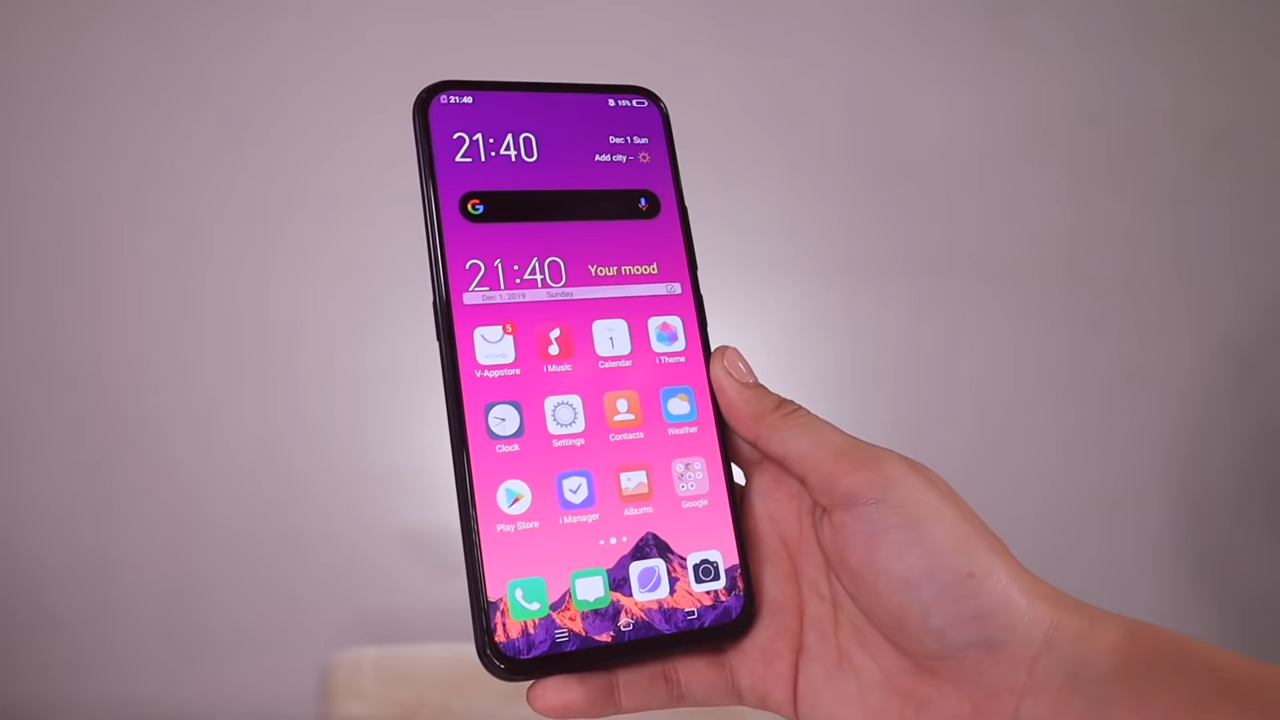 21:40
15%
21:40
Dec 1 Sun
Add city –
21:40
Your mood
Dec 1, 2019 Sunday
5
vivo
1
V-Appstore
i Music
Calendar
i Theme
Clock
Settings
Contacts
Weather
Play Store
i Manager
Albums
Google